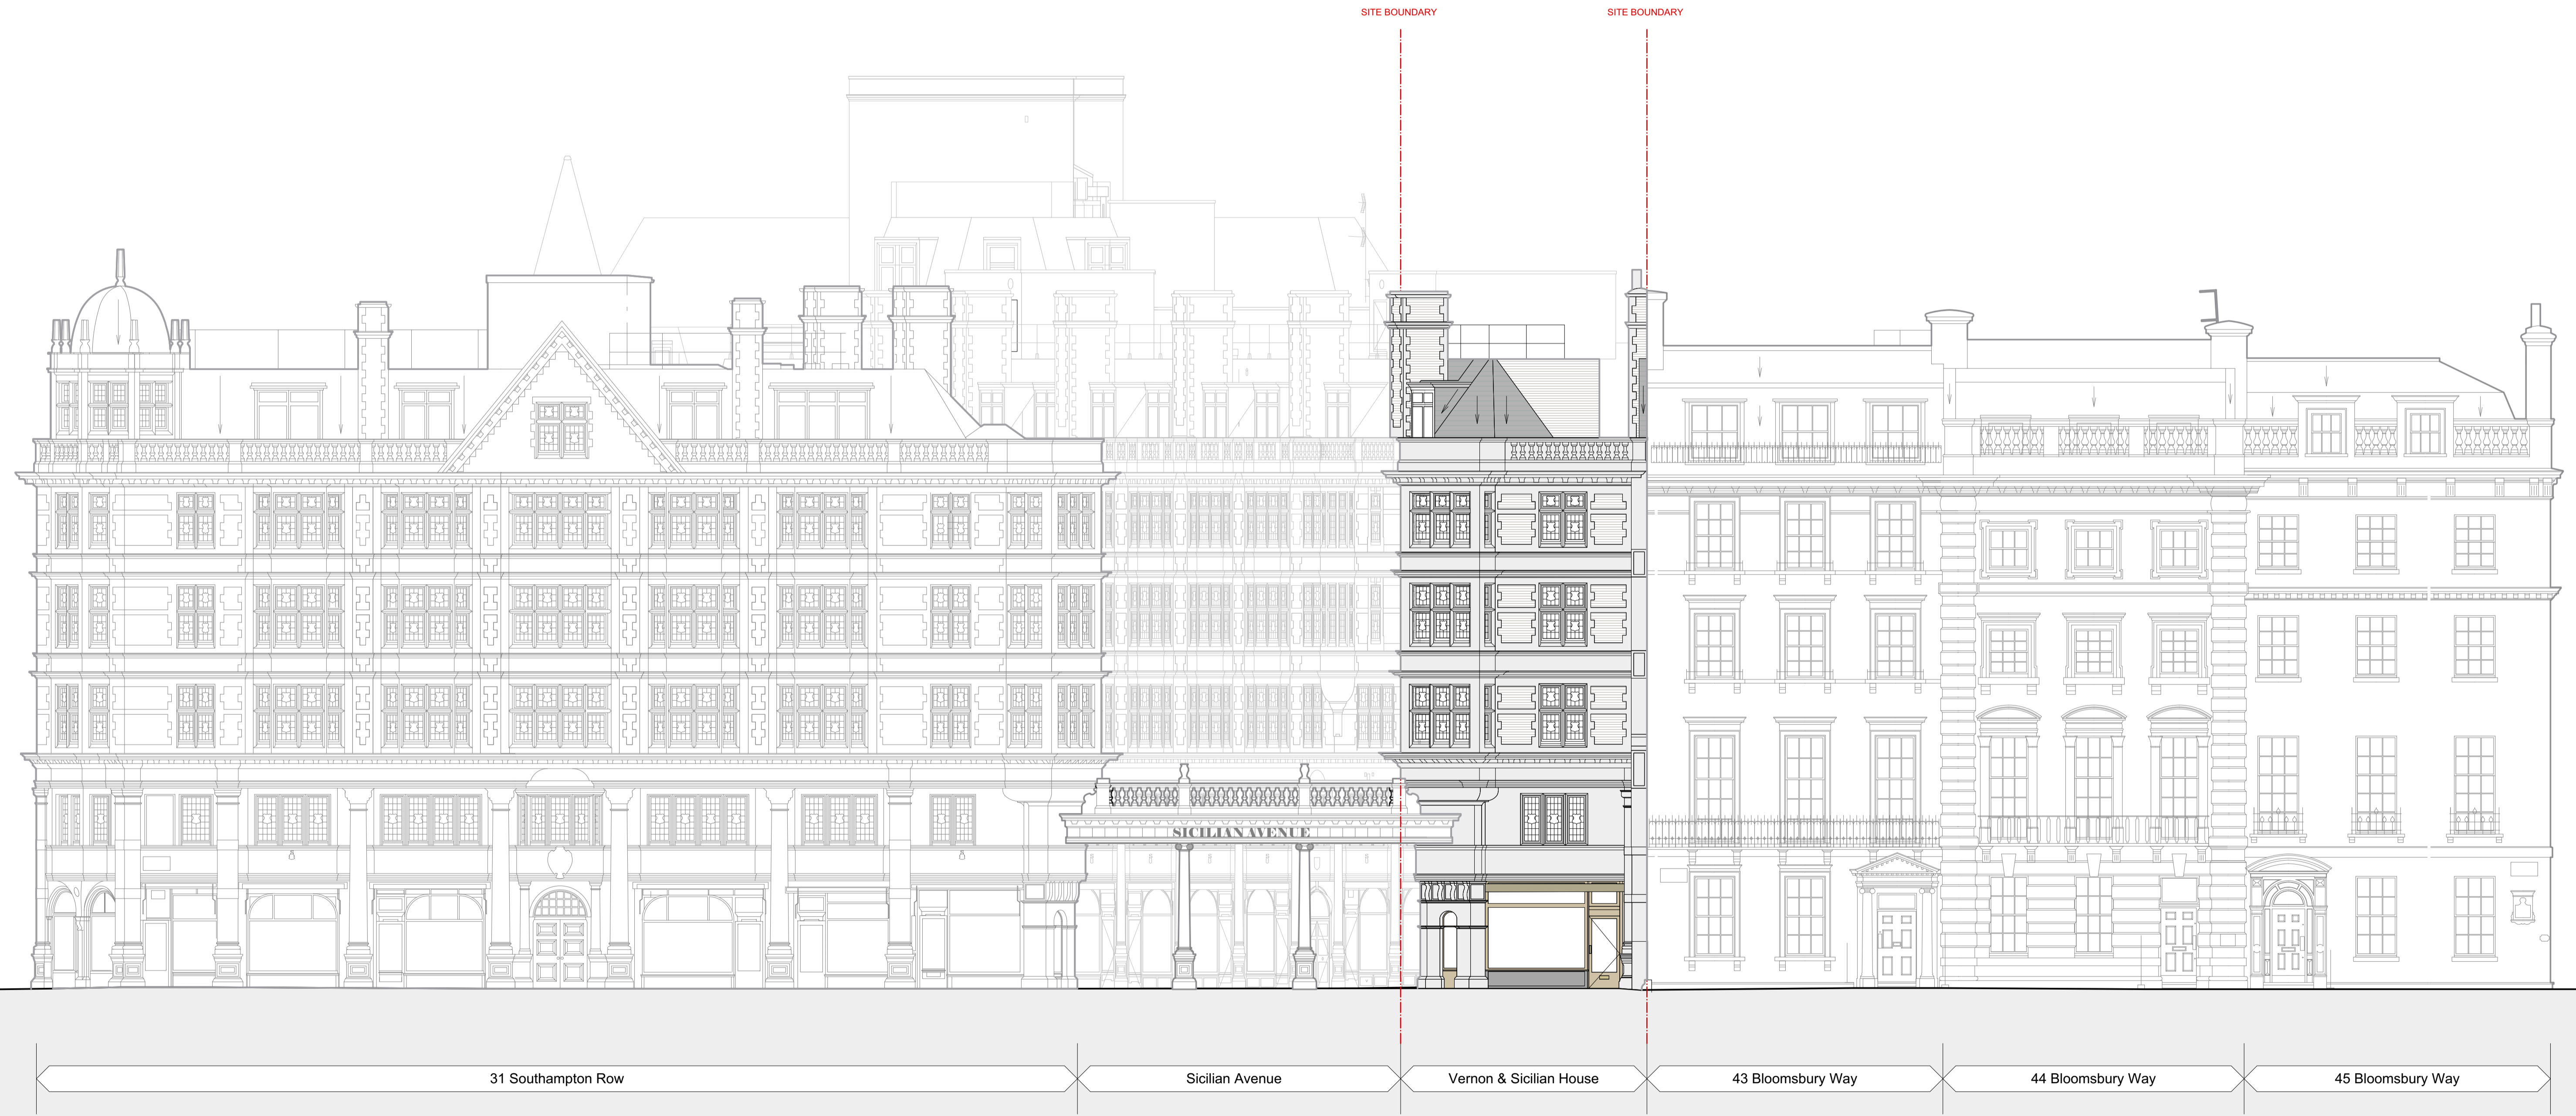 SITE BOUNDARY
SITE BOUNDARY
SICILIAN AVENUE
31 Southampton Row
Sicilian Avenue
Vernon & Sicilian House
43 Bloomsbury Way
44 Bloomsbury Way
45 Bloomsbury Way